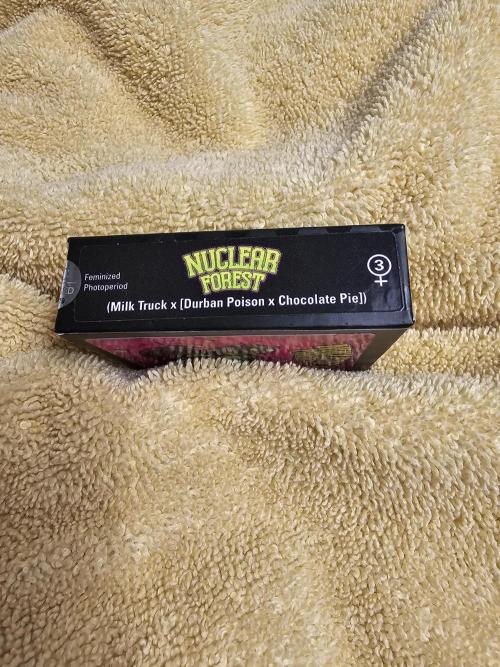 Feminized
Photoperiod
NUCLEAR
FOREST
3
(Milk Truck x [Durban Poison x Chocolate Pie])